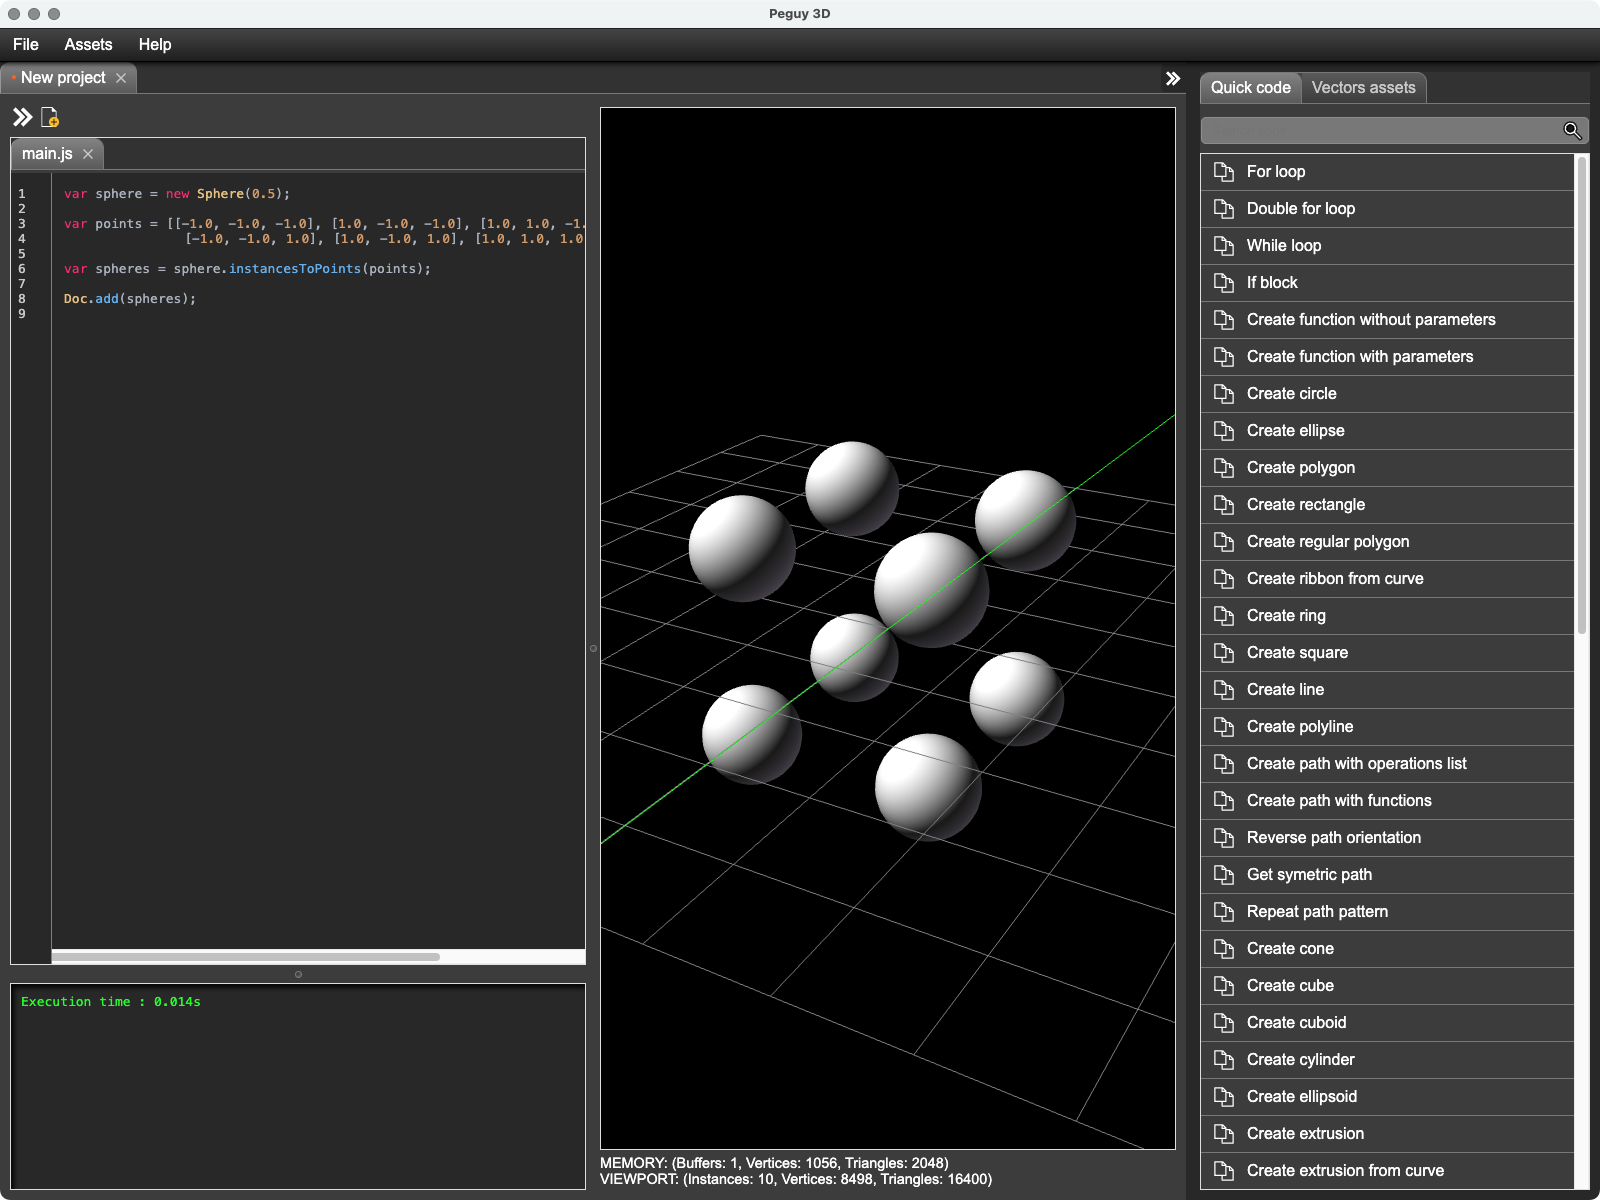 Peguy 3D
File Assets Help
New project
Quick code Vectors assets
main.js
1 var sphere = new Sphere(0.5);
2
3 var points = [[-1.0, -1.0, -1.0], [1.0, -1.0, -1.0], [1.0, 1.0, -1.
4 [-1.0, -1.0, 1.0], [1.0, -1.0, 1.0], [1.0, 1.0, 1.0
5
6 var spheres = sphere.instancesToPoints(points);
7
8 Doc.add(spheres);
9
Execution time : 0.014s
MEMORY: (Buffers: 1, Vertices: 1056, Triangles: 2048)
VIEWPORT: (Instances: 10, Vertices: 8498, Triangles: 16400)
For loop
Double for loop
While loop
If block
Create function without parameters
Create function with parameters
Create circle
Create ellipse
Create polygon
Create rectangle
Create regular polygon
Create ribbon from curve
Create ring
Create square
Create line
Create polyline
Create path with operations list
Create path with functions
Reverse path orientation
Get symetric path
Repeat path pattern
Create cone
Create cube
Create cuboid
Create cylinder
Create ellipsoid
Create extrusion
Create extrusion from curve